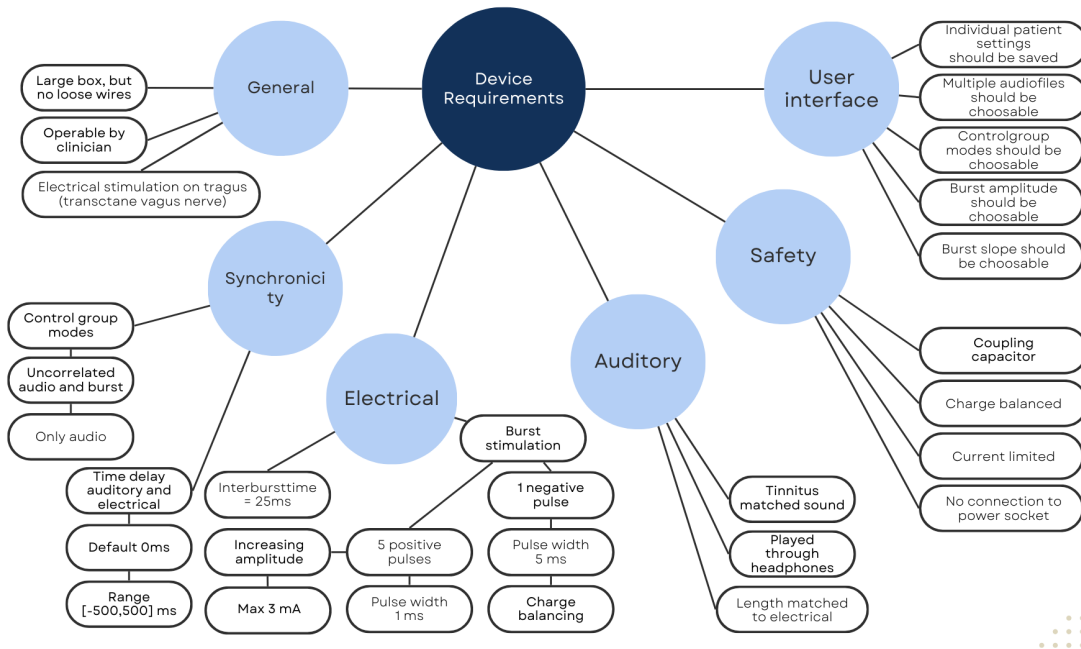 Device
Requirements
General
Large box, but
no loose wires
Operable by
clinician
Electrical stimulation on tragus
(transctane vagus nerve)
Synchronici
ty
Control group
modes
Uncorrelated
audio and burst
Only audio
Time delay
auditory and
electrical
Default 0ms
Range
[-500,500] ms
Electrical
Interbursttime
= 25ms
Burst
stimulation
5 positive
pulses
Increasing
amplitude
Max 3 mA
Pulse width
1 ms
1 negative
pulse
Pulse width
5 ms
Charge
balancing
Auditory
Tinnitus
matched sound
Played
through
headphones
Length matched
to electrical
Safety
Coupling
capacitor
Charge balanced
Current limited
No connection to
power socket
User
interface
Individual patient
settings
should be saved
Multiple audiofiles
should be
choosable
Controlgroup
modes should be
choosable
Burst amplitude
should be
choosable
Burst slope should
be choosable